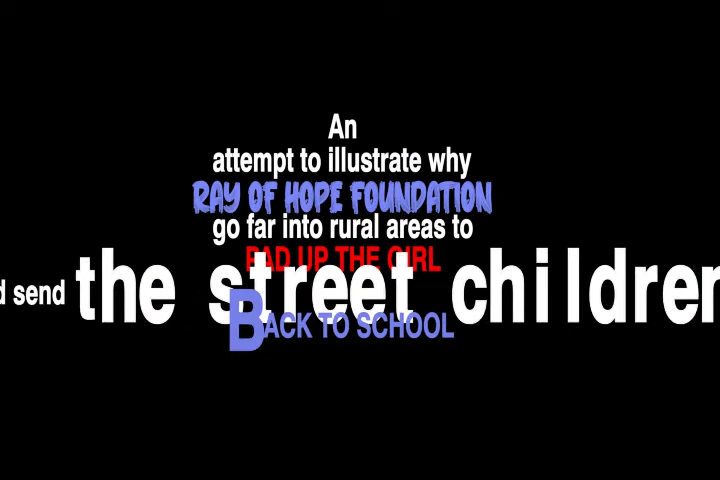 An
attempt to illustrate why
RAY OF HOPE FOUNDATION
go far into rural areas to
PAD UP THE GIRL
d send the street children
BACK TO SCHOOL